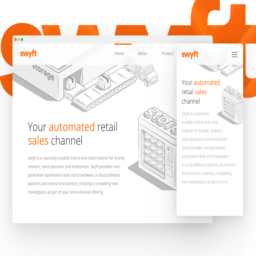 swyft
swyft
Home
About
Product
swyft
storage
Your automated retail
sales channel
Swyft is a massively scalable end-to-end retail channel for brands,
retailers, retail operators and enterprises. Swyft provides next-
generation automated retail store hardware, a cloud software
platform and end-to-end services, creating a compelling new
marketplace as part of your omni-channel offering.
Your automated
retail sales
channel
Swyft is a massively
scalable end-to-end retail
channel for brands, retailers,
retail operators and enterprises.
Swyft provides next-generation
automated retail store hardware,
a cloud software platform and
end-to-end services, creating
a compelling new
marketplace as part of your